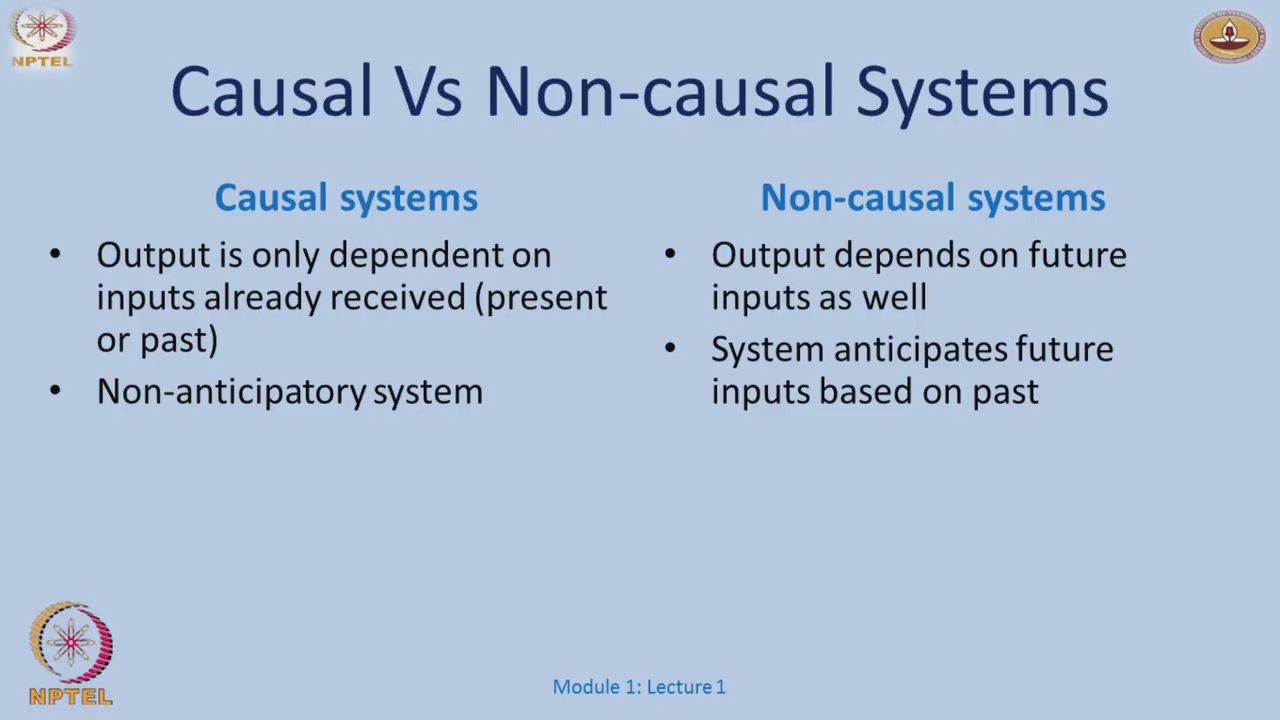 NPTEL
Causal Vs Non-causal Systems
Causal systems
• Output is only dependent on
inputs already received (present
or past)
• Non-anticipatory system
Non-causal systems
• Output depends on future
inputs as well
• System anticipates future
inputs based on past
NPTEL
Module 1: Lecture 1